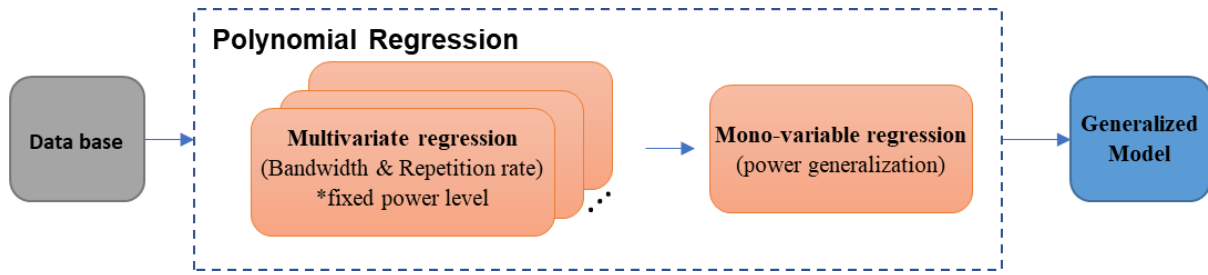 Polynomial Regression
Data base
Multivariate regression
(Bandwidth & Repetition rate)
*fixed power level
Mono-variable regression
(power generalization)
Generalized
Model